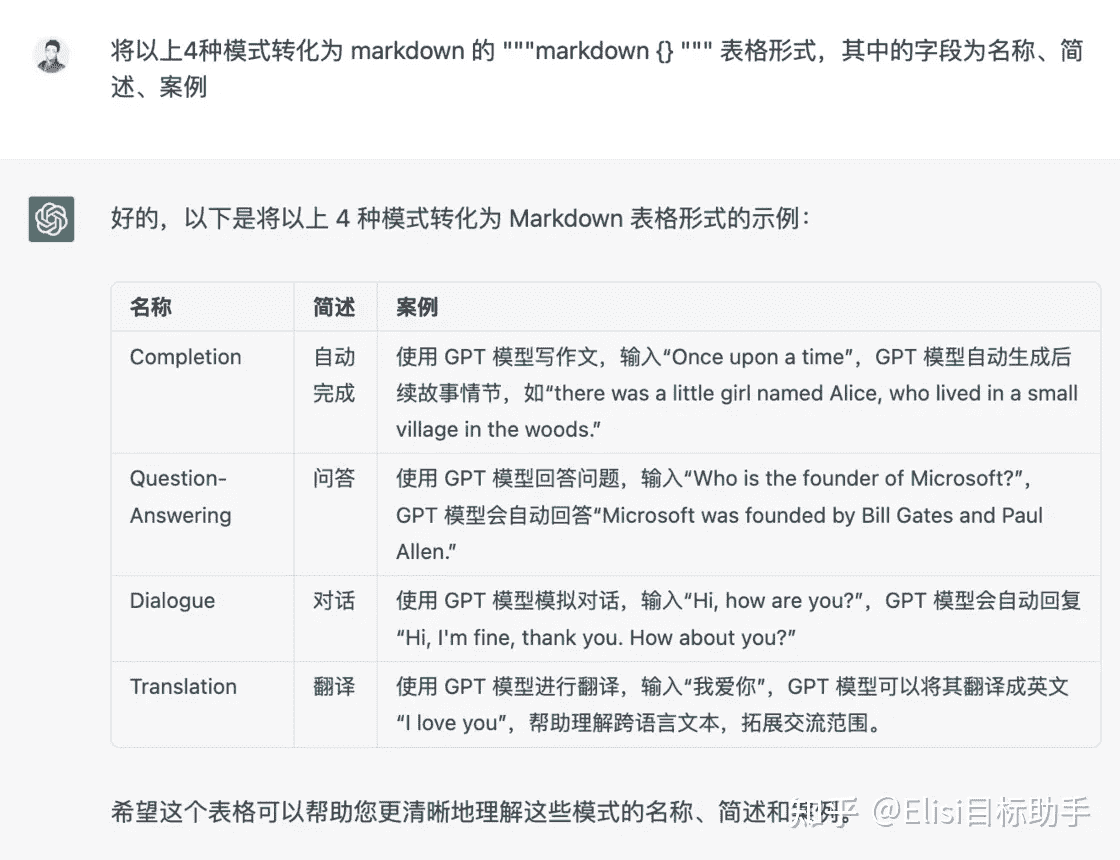 将以上4种模式转化为 markdown 的 """markdown {} """ 表格形式，其中的字段为名称、简
述、案例
好的，以下是将以上 4 种模式转化为 Markdown 表格形式的示例：
名称 简述 案例
Completion 自动 使用 GPT 模型写作文，输入“Once upon a time”，GPT 模型自动生成后
完成 续故事情节，如“there was a little girl named Alice, who lived in a small
village in the woods.”
Question- 问答 使用 GPT 模型回答问题，输入“Who is the founder of Microsoft?”，
Answering GPT 模型会自动回答“Microsoft was founded by Bill Gates and Paul
Allen.”
Dialogue 对话 使用 GPT 模型模拟对话，输入“Hi, how are you?”，GPT 模型会自动回复
“Hi, I'm fine, thank you. How about you?”
Translation 翻译 使用 GPT 模型进行翻译，输入“我爱你”，GPT 模型可以将其翻译成英文
“I love you”，帮助理解跨语言文本，拓展交流范围。
希望这个表格可以帮助您更清晰地理解这些模式的名称、简述和案例。
知乎 @Elisi目标助手